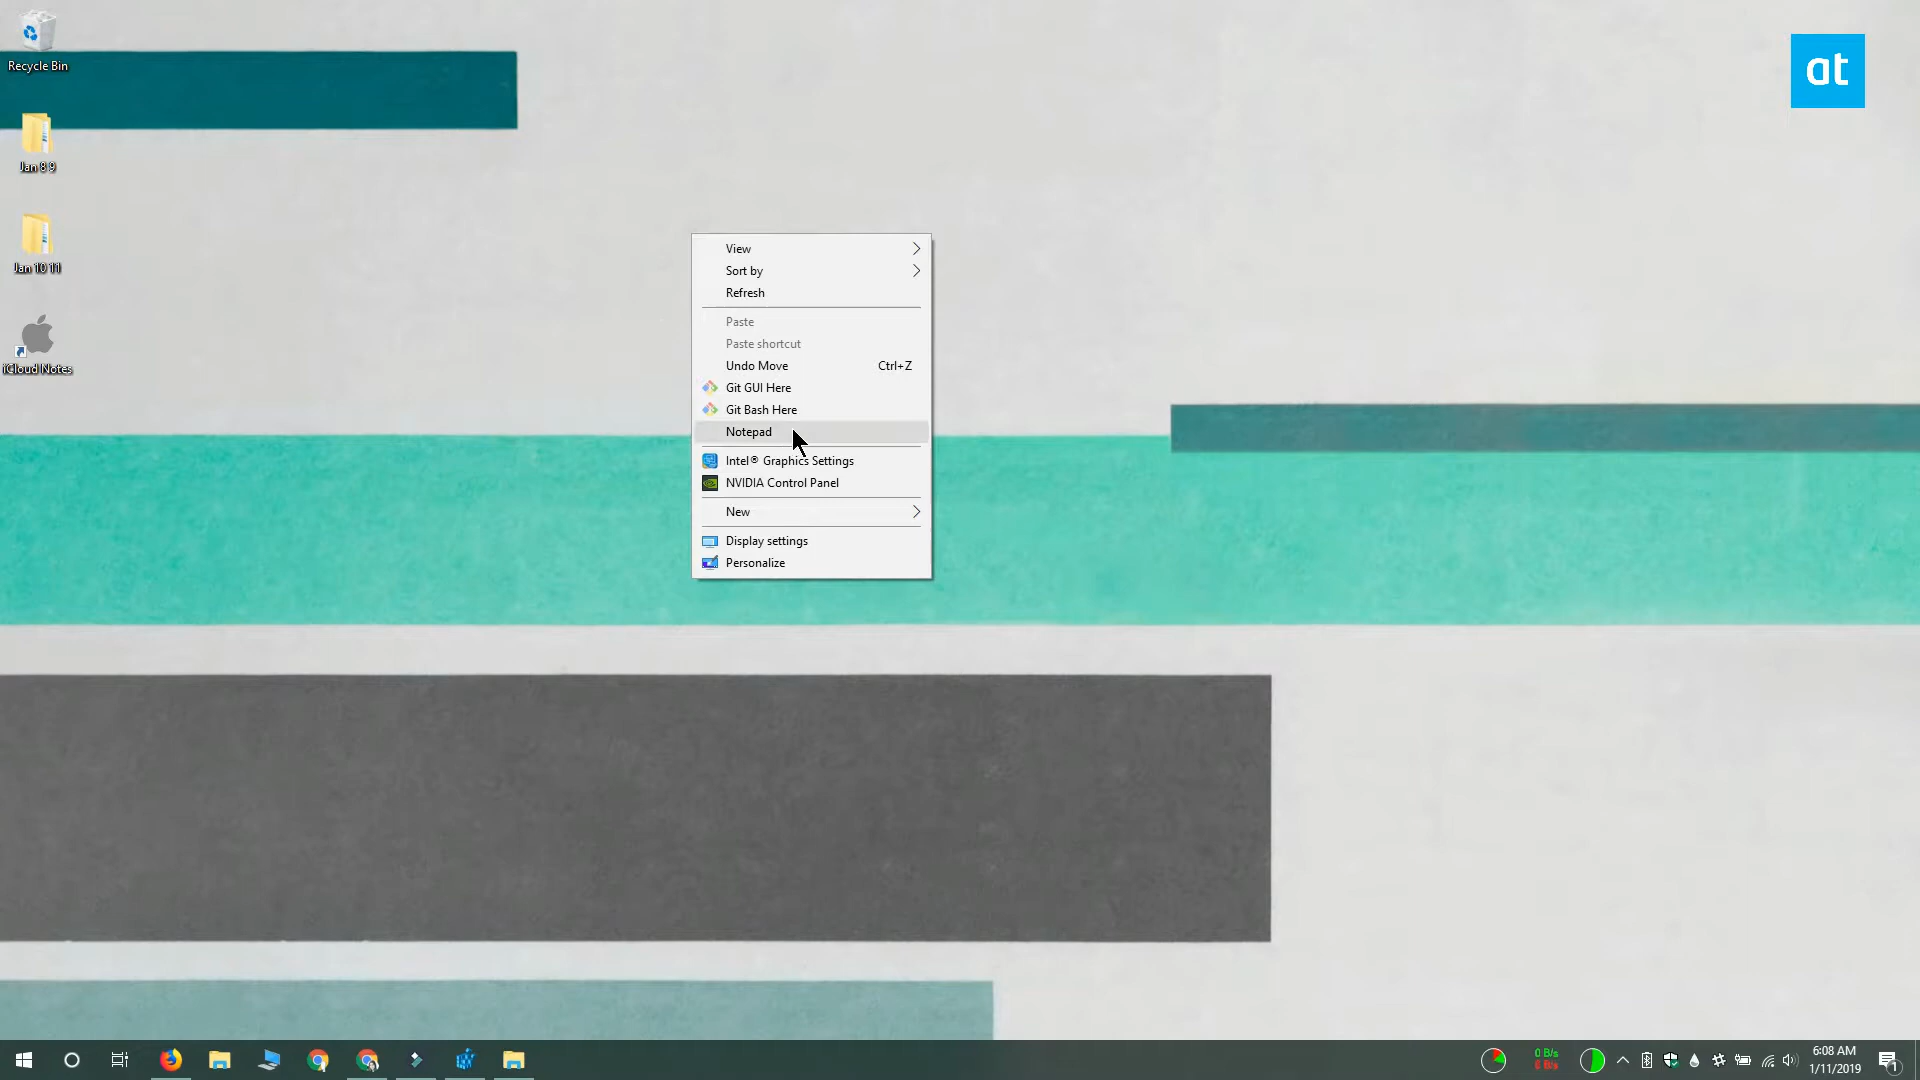 Recycle Bin
at
Jan 8 9
Jan 10 11
iCloud Notes
View
Sort by
Refresh
Paste
Paste shortcut
Undo Move Ctrl+Z
Git GUI Here
Git Bash Here
Notepad
Intel® Graphics Settings
NVIDIA Control Panel
New
Display settings
Personalize
0 B/s
0 B/s
6:08 AM
1/11/2019
1